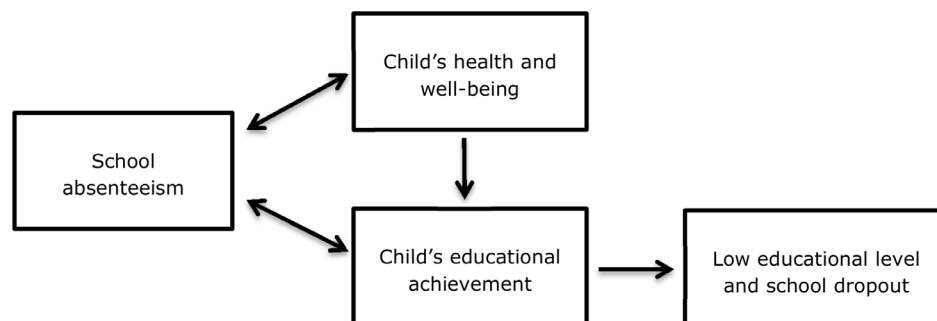 Child’s health and
well-being
School
absenteeism
Child’s educational
achievement
Low educational level
and school dropout